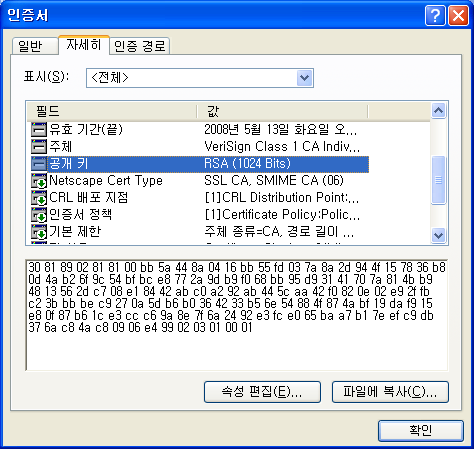 인증서
일반 자세히 인증 경로
표시(S): <전체>
필드 값
유효 기간(끝) 2008년 5월 13일 화요일 오...
주체 VeriSign Class 1 CA Indiv...
공개 키 RSA (1024 Bits)
Netscape Cert Type SSL CA, SMIME CA (06)
CRL 배포 지점 [1]CRL Distribution Point:...
인증서 정책 [1]Certificate Policy:Polic...
기본 제한 주체 종류=CA, 경로 길이 ...
30 81 89 02 81 81 00 bb 5a 44 8a 04 16 bb 55 fd 03 7a 8a 2d 94 4f 15 78 36 b8
0d 4a b2 6f 9c 54 bf bc e8 77 2a 9d b9 f0 68 bb 95 d9 31 41 70 7a 81 4b b9
48 13 56 2d c7 08 e1 84 42 ab c0 a2 92 ab 44 5c aa 42 f0 82 0e 02 e9 2f fb
c2 3b bb be c9 27 0a 5d b6 b0 36 42 33 b5 6e 54 88 4f 87 4a bf 19 da f9 15
e8 0f 87 b6 1c e3 cc c6 9a 8e 7f 6a 24 92 e3 fc e0 65 ba a7 b1 7e ef c9 db
37 6a c8 4a c8 09 06 e4 99 02 03 01 00 01
속성 편집(E)... 파일에 복사(C)...
확인